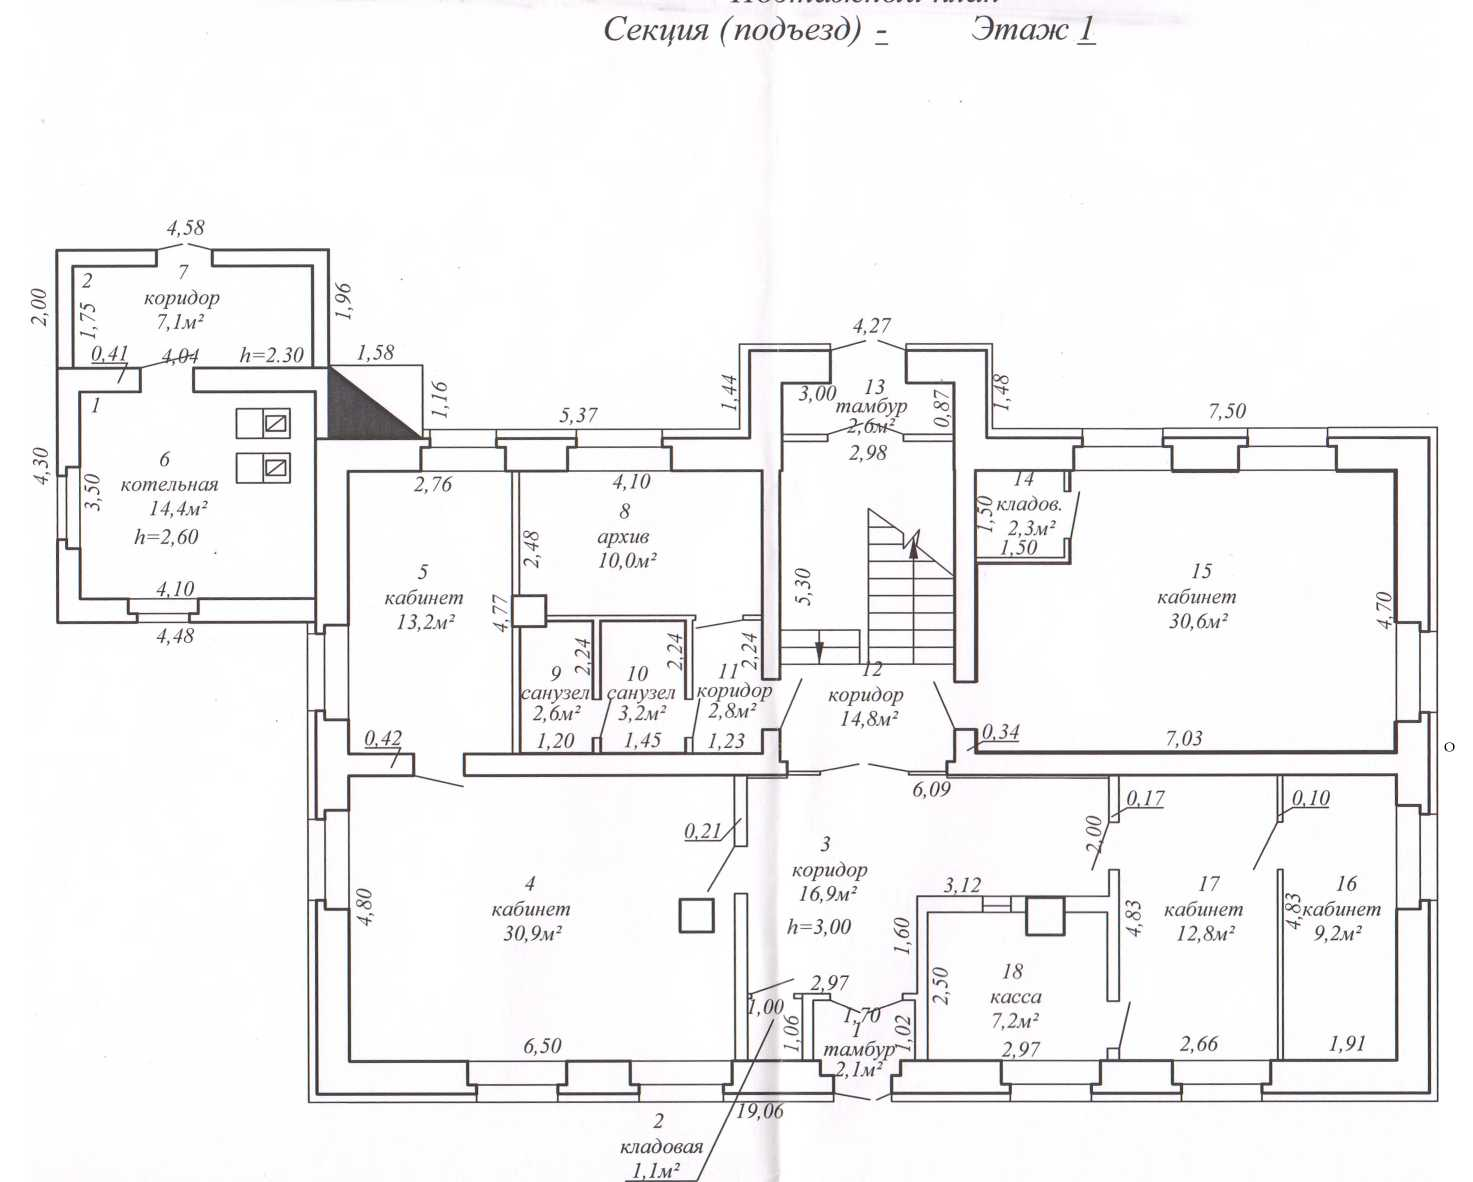 Поэтажный план
Секция (подъезд) - Этаж 1
4,58
2,00
2
7
коридор
7,1м²
1,75
1,96
0,41
4,04
h=2.30
1,58
1,16
1
6
котельная
14,4м²
h=2,60
4,30
3,50
4,10
4,48
5,37
1,44
4,27
3,00
13
тамбур
2,6м²
0,87
1,48
2,98
7,50
2,76
5
кабинет
13,2м²
4,77
4,10
8
архив
10,0м²
2,48
5,30
14
кладов.
2,3м²
1,50
1,50
15
кабинет
30,6м²
4,70
7,03
9
санузел
2,6м²
2,24
1,20
10
санузел
3,2м²
2,24
1,45
11
коридор
2,8м²
2,24
1,23
12
коридор
14,8м²
0,42
0,34
о
6,09
0,21
0,17
0,10
2,00
4
кабинет
30,9м²
4,80
6,50
3
коридор
16,9м²
h=3,00
3,12
1,60
2,97
1,00
1,06
1,70
1
тамбур
2,1м²
1,02
18
касса
7,2м²
2,50
2,97
17
кабинет
12,8м²
4,83
2,66
16
кабинет
9,2м²
4,83
1,91
19,06
2
кладовая
1,1м²